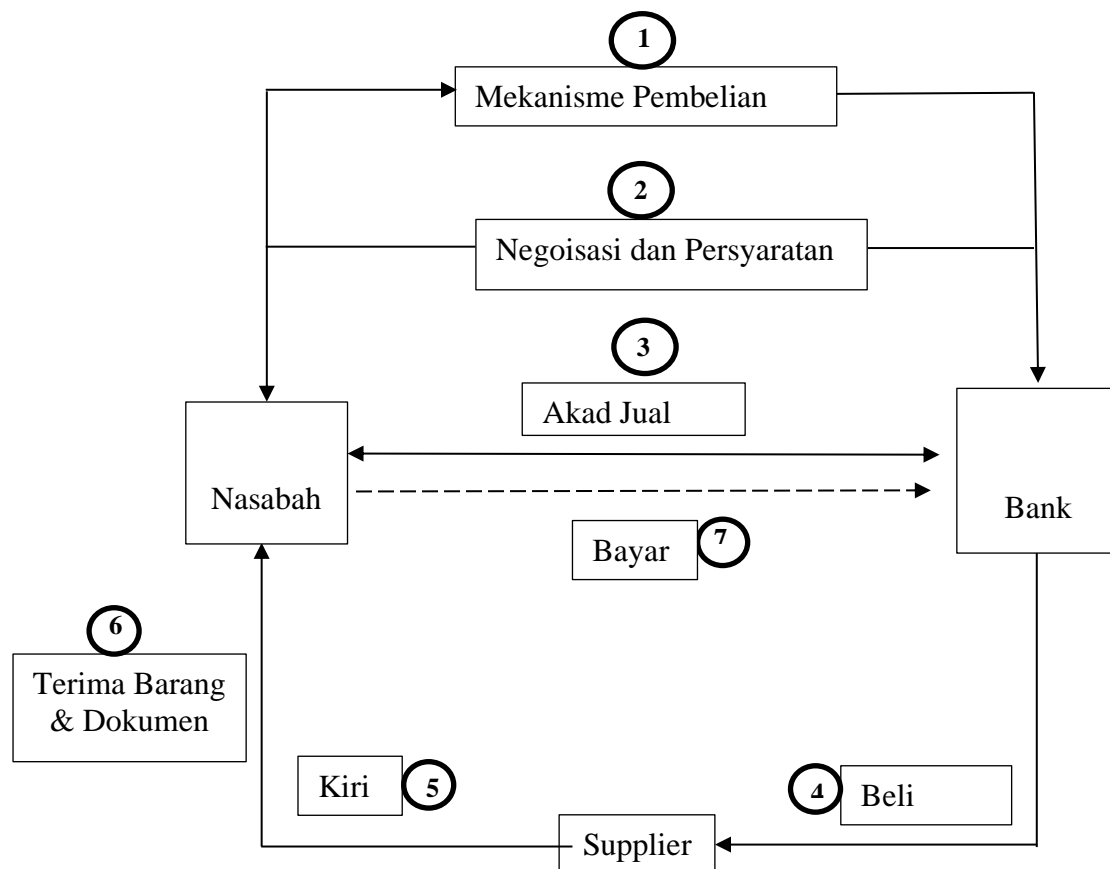 1
Mekanisme Pembelian
2
Negoisasi dan Persyaratan
3
Akad Jual
Nasabah
Bank
Bayar
7
6
Terima Barang
& Dokumen
Kiri
5
4
Beli
Supplier